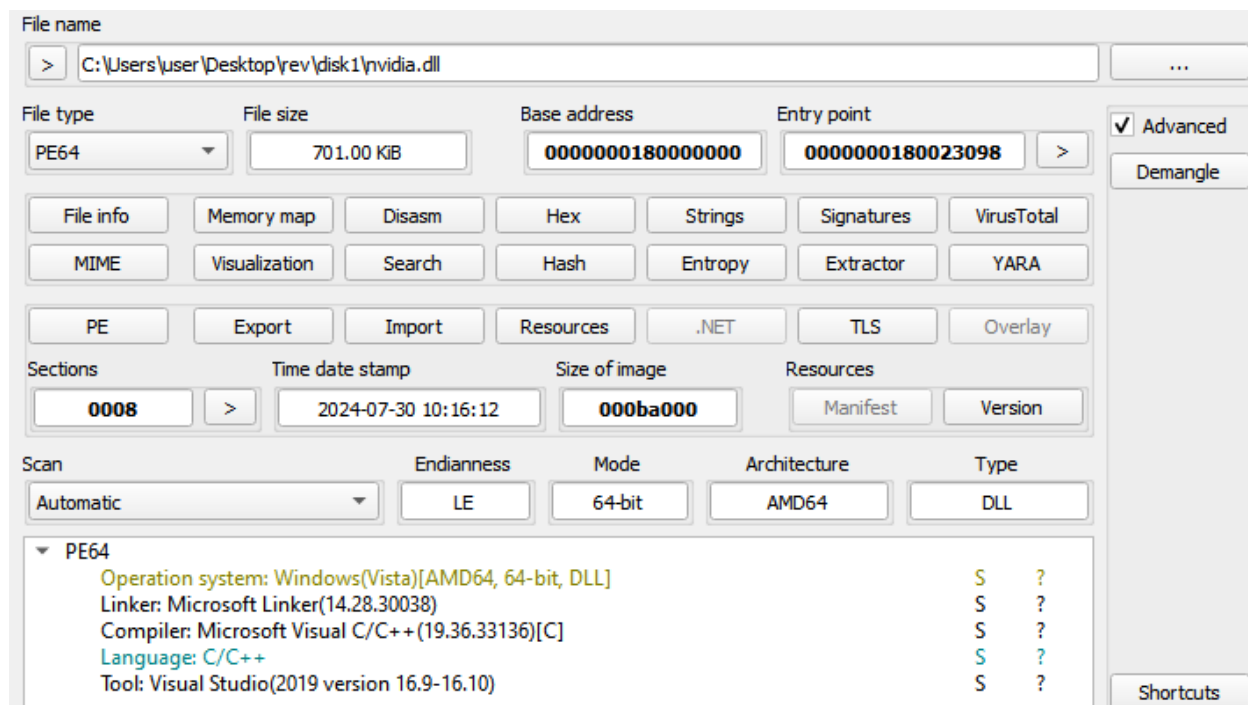 File name
> C:\Users\user\Desktop\rev\disk1\nvidia.dll ...
File type File size Base address Entry point
PE64 701.00 KiB 0000000180000000 0000000180023098 > Advanced
Demangle
File info Memory map Disasm Hex Strings Signatures VirusTotal
MIME Visualization Search Hash Entropy Extractor YARA
PE Export Import Resources .NET TLS Overlay
Sections Time date stamp Size of image Resources
0008 > 2024-07-30 10:16:12 000ba000 Manifest Version
Scan Endianness Mode Architecture Type
Automatic LE 64-bit AMD64 DLL
PE64
Operation system: Windows(Vista)[AMD64, 64-bit, DLL] S ?
Linker: Microsoft Linker(14.28.30038) S ?
Compiler: Microsoft Visual C/C++(19.36.33136)[C] S ?
Language: C/C++ S ?
Tool: Visual Studio(2019 version 16.9-16.10) S ?
Shortcuts